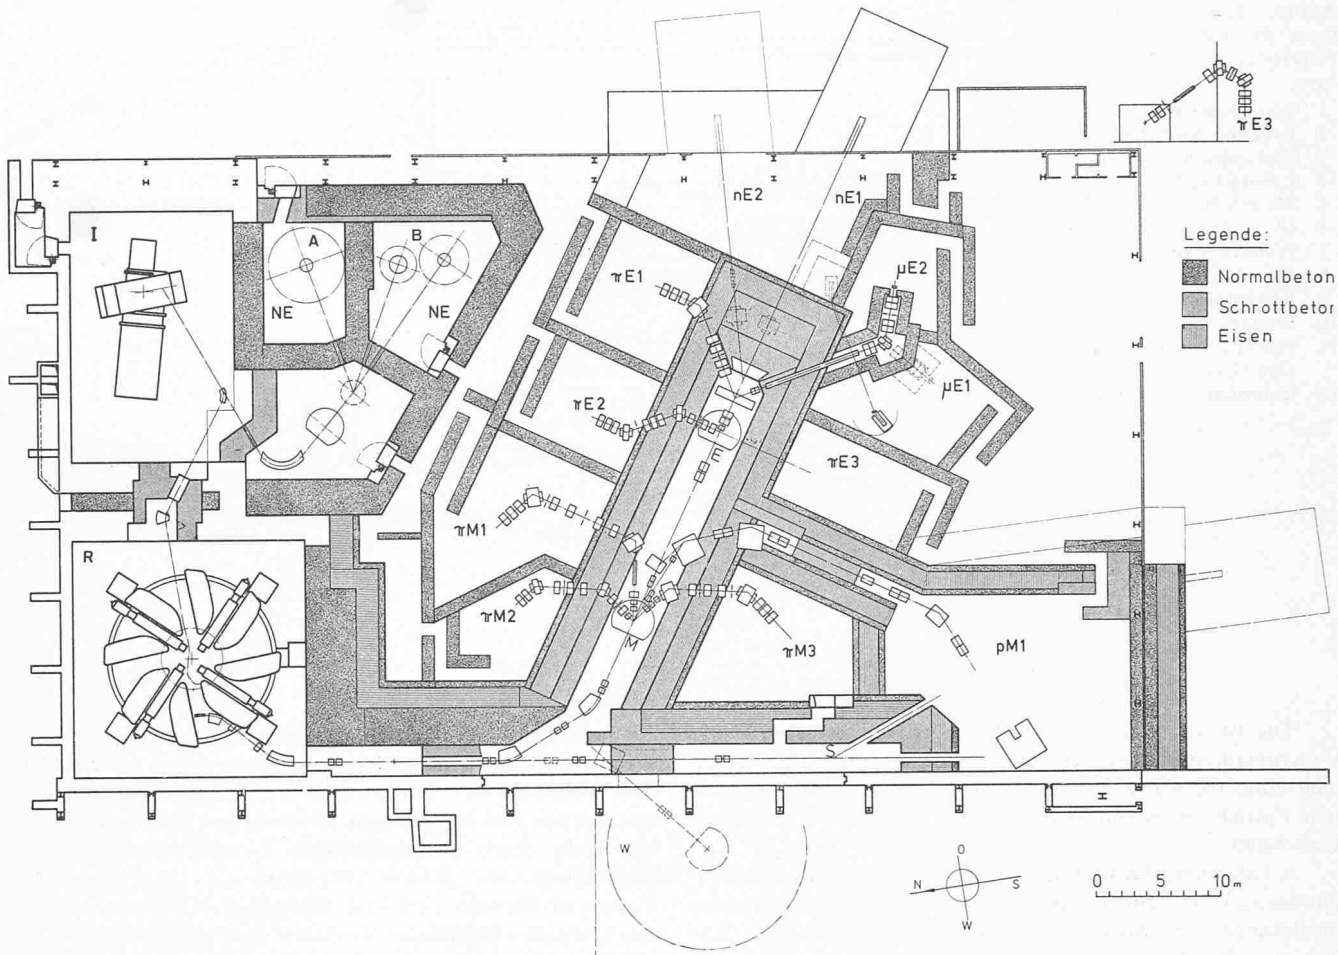 πE3
I
A
B
nE2
nE1
Legende:
Normalbeton
Schrottbeton
Eisen
πE1
μE2
NE
NE
μE1
πE2
E
πE3
πM1
R
πM2
M
πM3
pM1
S
W
O
N
S
W
0 5 10m